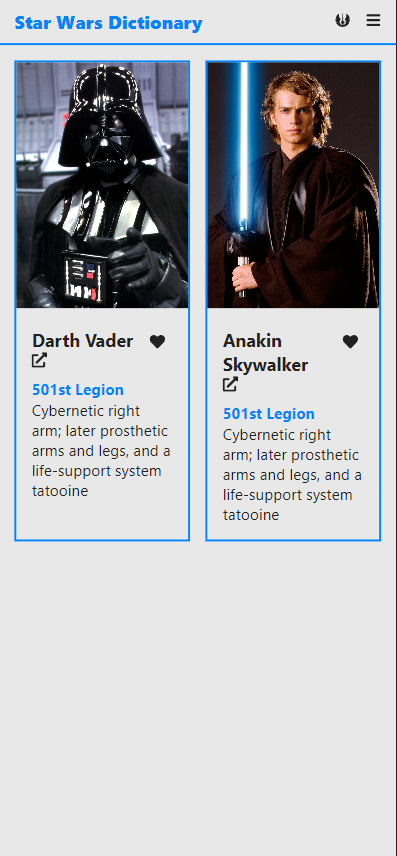 Star Wars Dictionary
Darth Vader
501st Legion
Cybernetic right
arm; later prosthetic
arms and legs, and a
life-support system
tatooine
Anakin
Skywalker
501st Legion
Cybernetic right
arm; later prosthetic
arms and legs, and a
life-support system
tatooine